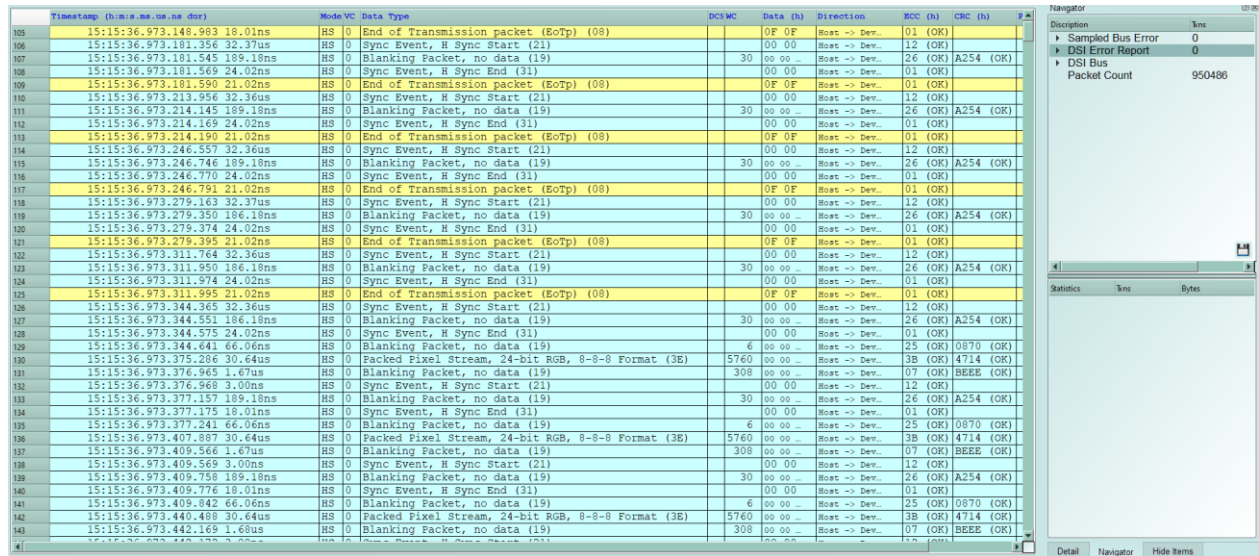 Timestamp (h:m:s.ms.us.ns dur) Mode VC Data Type DCS WC Data (h) Direction ECC (h) CRC (h)
105 15:15:36.973.148.983 18.01ns HS 0 End of Transmission packet (EoTp) (08) 0F 0F Host -> Dev… 01 (OK)
106 15:15:36.973.181.356 32.37us HS 0 Sync Event, H Sync Start (21) 00 00 Host -> Dev… 12 (OK)
107 15:15:36.973.181.545 189.18ns HS 0 Blanking Packet, no data (19) 30 00 00 … Host -> Dev… 26 (OK) A254 (OK)
108 15:15:36.973.181.569 24.02ns HS 0 Sync Event, H Sync End (31) 00 00 Host -> Dev… 01 (OK)
109 15:15:36.973.181.590 21.02ns HS 0 End of Transmission packet (EoTp) (08) 0F 0F Host -> Dev… 01 (OK)
110 15:15:36.973.213.956 32.36us HS 0 Sync Event, H Sync Start (21) 00 00 Host -> Dev… 12 (OK)
111 15:15:36.973.214.145 189.18ns HS 0 Blanking Packet, no data (19) 30 00 00 … Host -> Dev… 26 (OK) A254 (OK)
112 15:15:36.973.214.169 24.02ns HS 0 Sync Event, H Sync End (31) 00 00 Host -> Dev… 01 (OK)
113 15:15:36.973.214.190 21.02ns HS 0 End of Transmission packet (EoTp) (08) 0F 0F Host -> Dev… 01 (OK)
114 15:15:36.973.246.557 32.36us HS 0 Sync Event, H Sync Start (21) 00 00 Host -> Dev… 12 (OK)
115 15:15:36.973.246.746 189.18ns HS 0 Blanking Packet, no data (19) 30 00 00 … Host -> Dev… 26 (OK) A254 (OK)
116 15:15:36.973.246.770 24.02ns HS 0 Sync Event, H Sync End (31) 00 00 Host -> Dev… 01 (OK)
117 15:15:36.973.246.791 21.02ns HS 0 End of Transmission packet (EoTp) (08) 0F 0F Host -> Dev… 01 (OK)
118 15:15:36.973.279.163 32.37us HS 0 Sync Event, H Sync Start (21) 00 00 Host -> Dev… 12 (OK)
119 15:15:36.973.279.350 186.18ns HS 0 Blanking Packet, no data (19) 30 00 00 … Host -> Dev… 26 (OK) A254 (OK)
120 15:15:36.973.279.374 24.02ns HS 0 Sync Event, H Sync End (31) 00 00 Host -> Dev… 01 (OK)
121 15:15:36.973.279.395 21.02ns HS 0 End of Transmission packet (EoTp) (08) 0F 0F Host -> Dev… 01 (OK)
122 15:15:36.973.311.764 32.36us HS 0 Sync Event, H Sync Start (21) 00 00 Host -> Dev… 12 (OK)
123 15:15:36.973.311.950 186.18ns HS 0 Blanking Packet, no data (19) 30 00 00 … Host -> Dev… 26 (OK) A254 (OK)
124 15:15:36.973.311.974 24.02ns HS 0 Sync Event, H Sync End (31) 00 00 Host -> Dev… 01 (OK)
125 15:15:36.973.311.995 21.02ns HS 0 End of Transmission packet (EoTp) (08) 0F 0F Host -> Dev… 01 (OK)
126 15:15:36.973.344.365 32.36us HS 0 Sync Event, H Sync Start (21) 00 00 Host -> Dev… 12 (OK)
127 15:15:36.973.344.551 186.18ns HS 0 Blanking Packet, no data (19) 30 00 00 … Host -> Dev… 26 (OK) A254 (OK)
128 15:15:36.973.344.575 24.02ns HS 0 Sync Event, H Sync End (31) 00 00 Host -> Dev… 01 (OK)
129 15:15:36.973.344.641 66.06ns HS 0 Blanking Packet, no data (19) 6 00 00 … Host -> Dev… 25 (OK) 0870 (OK)
130 15:15:36.973.375.286 30.64us HS 0 Packed Pixel Stream, 24-bit RGB, 8-8-8 Format (3E) 5760 00 00 … Host -> Dev… 3B (OK) 4714 (OK)
131 15:15:36.973.376.965 1.67us HS 0 Blanking Packet, no data (19) 308 00 00 … Host -> Dev… 07 (OK) BEEE (OK)
132 15:15:36.973.376.968 3.00ns HS 0 Sync Event, H Sync Start (21) 00 00 Host -> Dev… 12 (OK)
133 15:15:36.973.377.157 189.18ns HS 0 Blanking Packet, no data (19) 30 00 00 … Host -> Dev… 26 (OK) A254 (OK)
134 15:15:36.973.377.175 18.01ns HS 0 Sync Event, H Sync End (31) 00 00 Host -> Dev… 01 (OK)
135 15:15:36.973.377.241 66.06ns HS 0 Blanking Packet, no data (19) 6 00 00 … Host -> Dev… 25 (OK) 0870 (OK)
136 15:15:36.973.407.887 30.64us HS 0 Packed Pixel Stream, 24-bit RGB, 8-8-8 Format (3E) 5760 00 00 … Host -> Dev… 3B (OK) 4714 (OK)
137 15:15:36.973.409.566 1.67us HS 0 Blanking Packet, no data (19) 308 00 00 … Host -> Dev… 07 (OK) BEEE (OK)
138 15:15:36.973.409.569 3.00ns HS 0 Sync Event, H Sync Start (21) 00 00 Host -> Dev… 12 (OK)
139 15:15:36.973.409.758 189.18ns HS 0 Blanking Packet, no data (19) 30 00 00 … Host -> Dev… 26 (OK) A254 (OK)
140 15:15:36.973.409.776 18.01ns HS 0 Sync Event, H Sync End (31) 00 00 Host -> Dev… 01 (OK)
141 15:15:36.973.409.842 66.06ns HS 0 Blanking Packet, no data (19) 6 00 00 … Host -> Dev… 25 (OK) 0870 (OK)
142 15:15:36.973.440.488 30.64us HS 0 Packed Pixel Stream, 24-bit RGB, 8-8-8 Format (3E) 5760 00 00 … Host -> Dev… 3B (OK) 4714 (OK)
143 15:15:36.973.442.169 1.68us HS 0 Blanking Packet, no data (19) 308 00 00 … Host -> Dev… 07 (OK) BEEE (OK)
Navigator
Discription Txns
Sampled Bus Error 0
DSI Error Report 0
DSI Bus
Packet Count 950486
Statistics Txns Bytes
Detail Navigator Hide Items